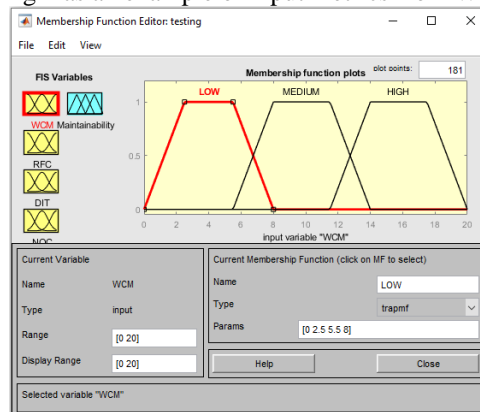 Membership Function Editor: testing
File Edit View
FIS Variables
WCM Maintainability
RFC
DIT
NOC
Membership function plots
plot points: 181
LOW MEDIUM HIGH
1
0.5
0
0 2 4 6 8 10 12 14 16 18 20
input variable "WCM"
Current Variable
Name WCM
Type input
Range [0 20]
Display Range [0 20]
Current Membership Function (click on MF to select)
Name LOW
Type trapmf
Params [0 2.5 5.5 8]
Help Close
Selected variable "WCM"